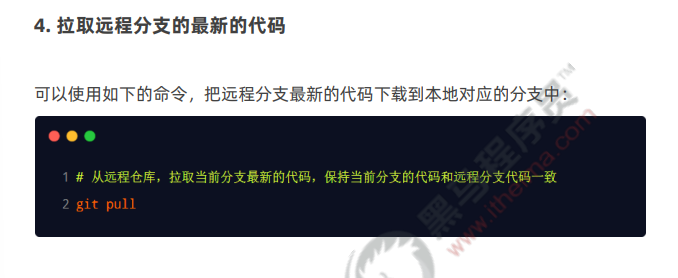 4. 拉取远程分支的最新的代码
可以使用如下的命令，把远程分支最新的代码下载到本地对应的分支中：
1 # 从远程仓库，拉取当前分支最新的代码，保持当前分支的代码和远程分支代码一致
2 git pull
黑马程序员™
www.itheima.com